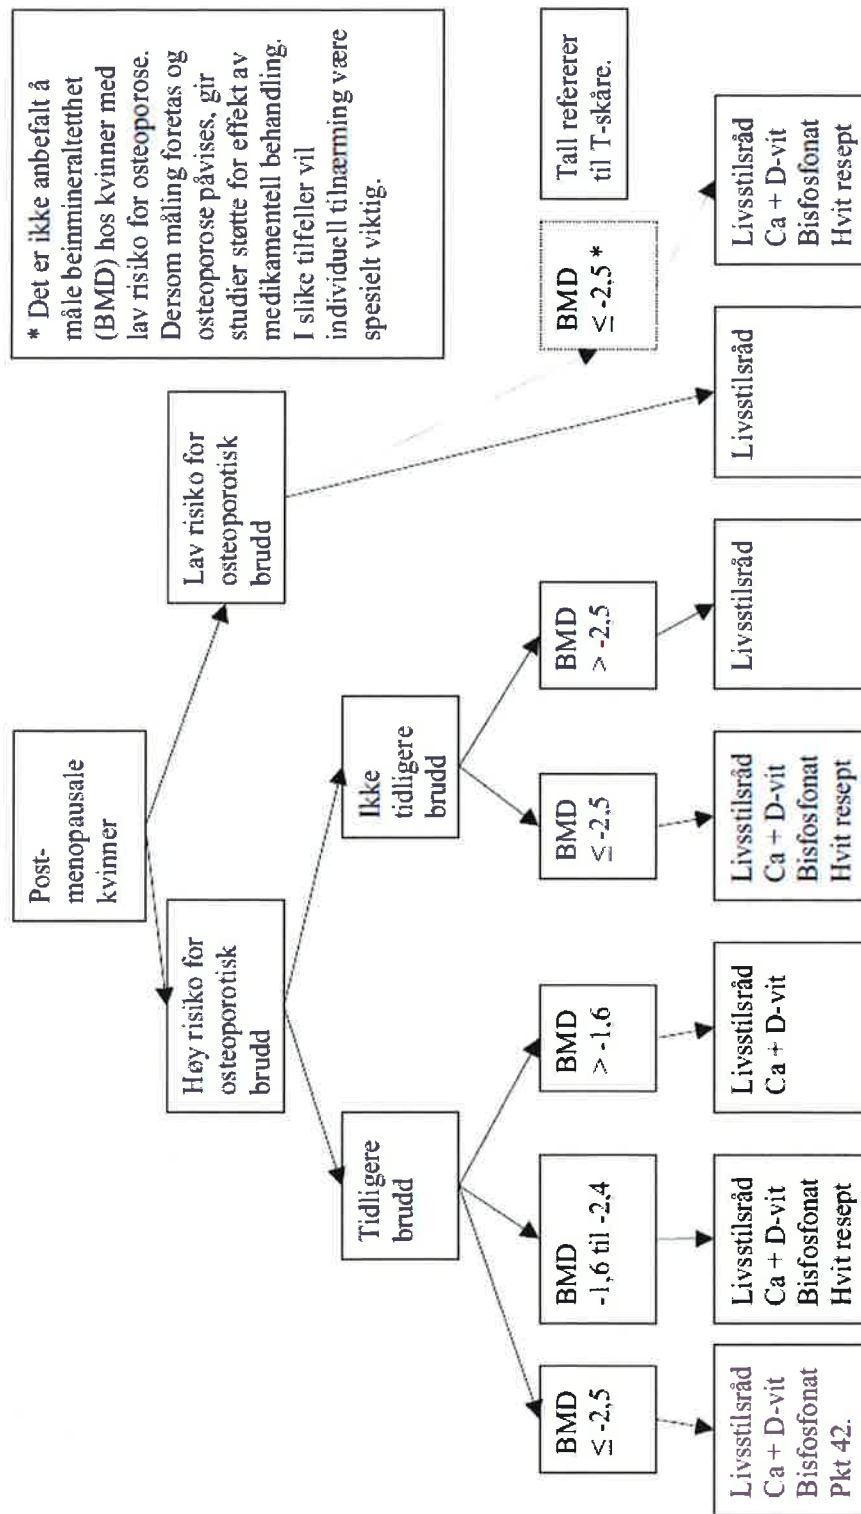 Post-
menopausale
kvinner
* Det er ikke anbefalt å
måle beinmineraltetthet
(BMD) hos kvinner med
lav risiko for osteoporose.
Dersom måling foretas og
osteoporose påvises, gir
studier støtte for effekt av
medikamentell behandling.
I slike tilfeller vil
individuell tilnærming være
spesielt viktig.
Høy risiko for
osteoporotisk
brudd
Lav risiko for
osteoporotisk
brudd
Tidligere
brudd
Ikke
tidligere
brudd
BMD
≤ -2,5
BMD
-1,6 til -2,4
BMD
> -1,6
BMD
≤ -2,5
BMD
> -2,5
BMD
≤ -2,5 *
Tall refererer
til T-skåre.
Livsstilsråd
Ca + D-vit
Bisfosfonat
Pkt 42.
Livsstilsråd
Ca + D-vit
Bisfosfonat
Hvit resept
Livsstilsråd
Ca + D-vit
Livsstilsråd
Ca + D-vit
Bisfosfonat
Hvit resept
Livsstilsråd
Livsstilsråd
Livsstilsråd
Ca + D-vit
Bisfosfonat
Hvit resept